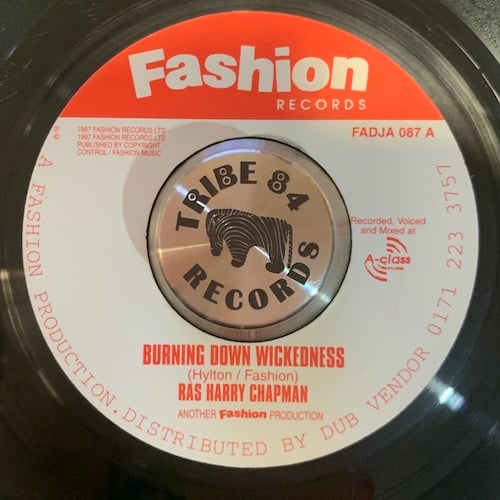 Fashion
RECORDS
FADJA 087 A
℗ 1997 FASHION RECORDS LTD
© 1997 FASHION RECORDS LTD
PUBLISHED BY COPYRIGHT
CONTROL / FASHION MUSIC
TRIBE 84
RECORDS
Recorded, Voiced
and Mixed at
A-class
BURNING DOWN WICKEDNESS
(Hylton / Fashion)
RAS HARRY CHAPMAN
ANOTHER Fashion PRODUCTION
A FASHION PRODUCTION. DISTRIBUTED BY DUB VENDOR 0171 223 3757